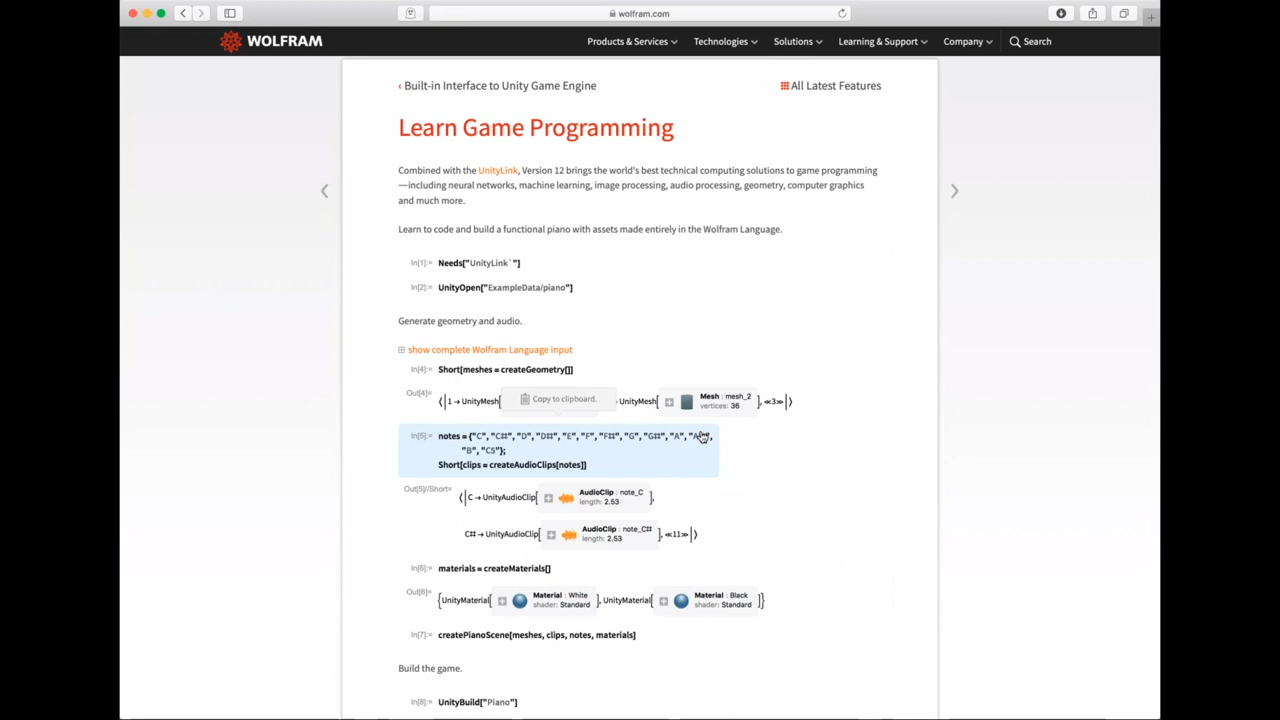 wolfram.com
WOLFRAM
Products & Services Technologies Solutions Learning & Support Company Search
‹ Built-in Interface to Unity Game Engine All Latest Features
Learn Game Programming
Combined with the UnityLink, Version 12 brings the world's best technical computing solutions to game programming
—including neural networks, machine learning, image processing, audio processing, geometry, computer graphics
and much more.
Learn to code and build a functional piano with assets made entirely in the Wolfram Language.
In[1]:= Needs["UnityLink`"]
In[2]:= UnityOpen["ExampleData/piano"]
Generate geometry and audio.
show complete Wolfram Language input
In[4]:= Short[meshes = createGeometry[]]
Out[4]= <|1 → UnityMesh[ Copy to clipboard. UnityMesh[ Mesh : mesh_2 vertices: 36 ], ≪3≫|>
In[5]:= notes = {"C", "C#", "D", "D#", "E", "F", "F#", "G", "G#", "A",
"B", "C5"};
Short[clips = createAudioClips[notes]]
Out[5]//Short= <|C → UnityAudioClip[ AudioClip : note_C length: 2.53 ],
C# → UnityAudioClip[ AudioClip : note_C# length: 2.53 ], ≪11≫|>
In[6]:= materials = createMaterials[]
Out[6]= {UnityMaterial[ Material : White shader: Standard ], UnityMaterial[ Material : Black shader: Standard ]}
In[7]:= createPianoScene[meshes, clips, notes, materials]
Build the game.
In[8]:= UnityBuild["Piano"]